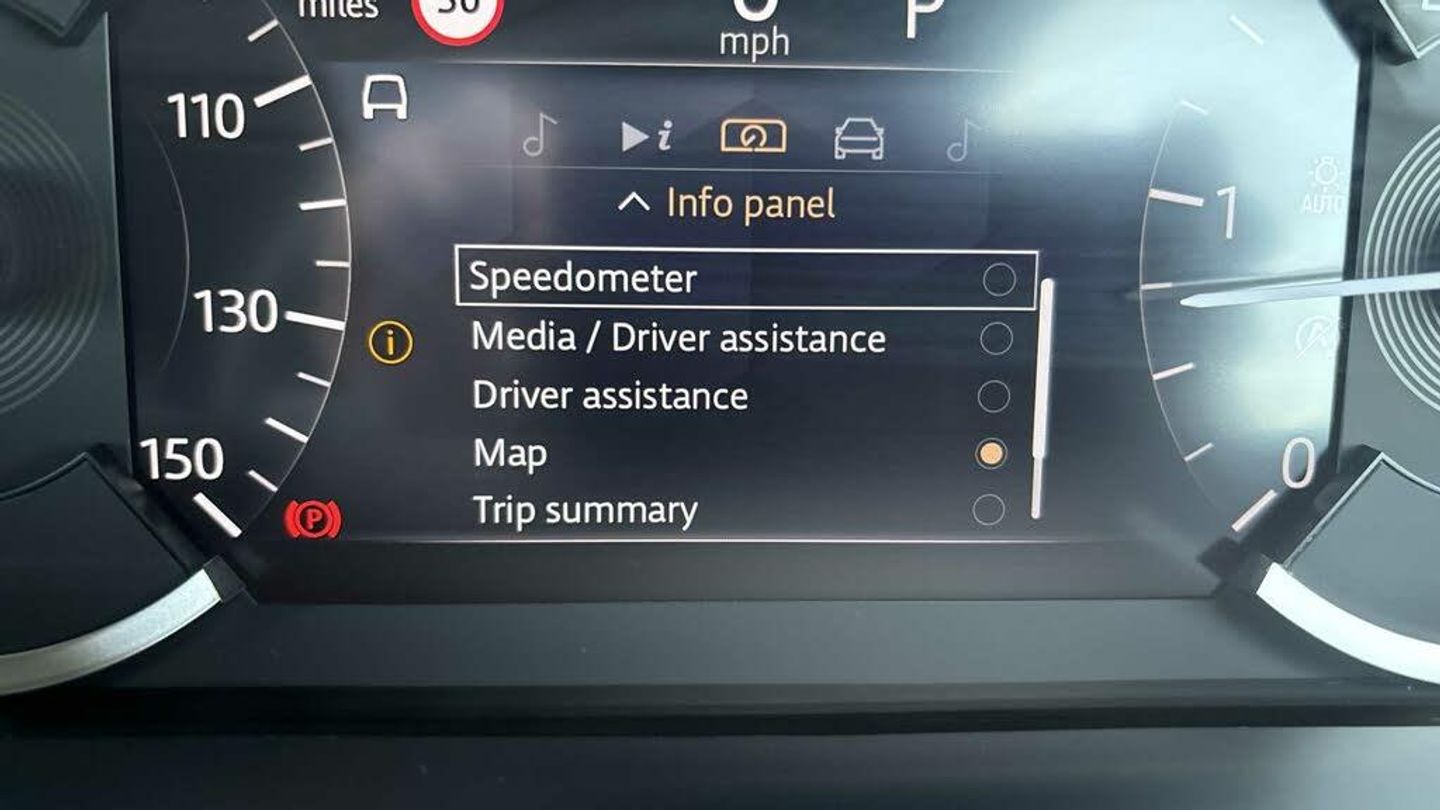 miles
30
mph
P
110
i
Info panel
1
AUTO
Speedometer
130
i
Media / Driver assistance
Driver assistance
150
Map
0
P
Trip summary